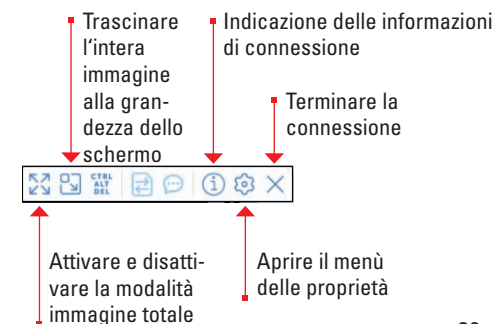 Trascinare
l'intera
immagine
alla gran-
dezza dello
schermo
Indicazione delle informazioni
di connessione
Terminare la
connessione
CTRL
ALT
DEL
Attivare e disatti-
vare la modalità
immagine totale
Aprire il menù
delle proprietà